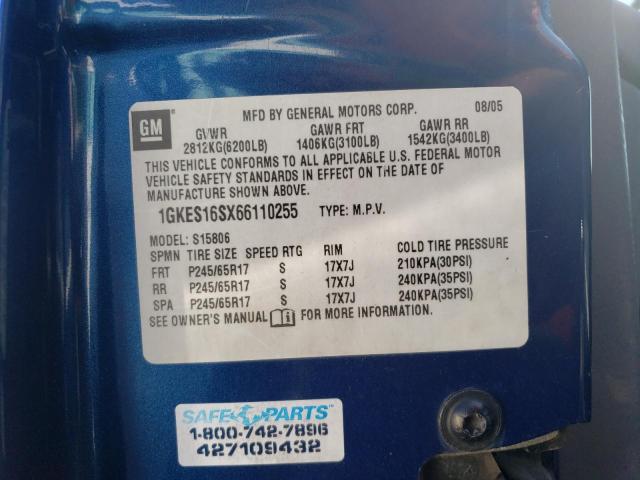 GM
MFD BY GENERAL MOTORS CORP. 08/05
GVWR GAWR FRT GAWR RR
2812KG(6200LB) 1406KG(3100LB) 1542KG(3400LB)
THIS VEHICLE CONFORMS TO ALL APPLICABLE U.S. FEDERAL MOTOR
VEHICLE SAFETY STANDARDS IN EFFECT ON THE DATE OF
MANUFACTURE SHOWN ABOVE.
1GKES16SX66110255 TYPE: M.P.V.
MODEL: S15806
SPMN TIRE SIZE SPEED RTG RIM COLD TIRE PRESSURE
FRT P245/65R17 S 17X7J 210KPA(30PSI)
RR P245/65R17 S 17X7J 240KPA(35PSI)
SPA P245/65R17 S 17X7J 240KPA(35PSI)
SEE OWNER'S MANUAL FOR MORE INFORMATION.
SAFE PARTS
1-800-742-7896
427109432